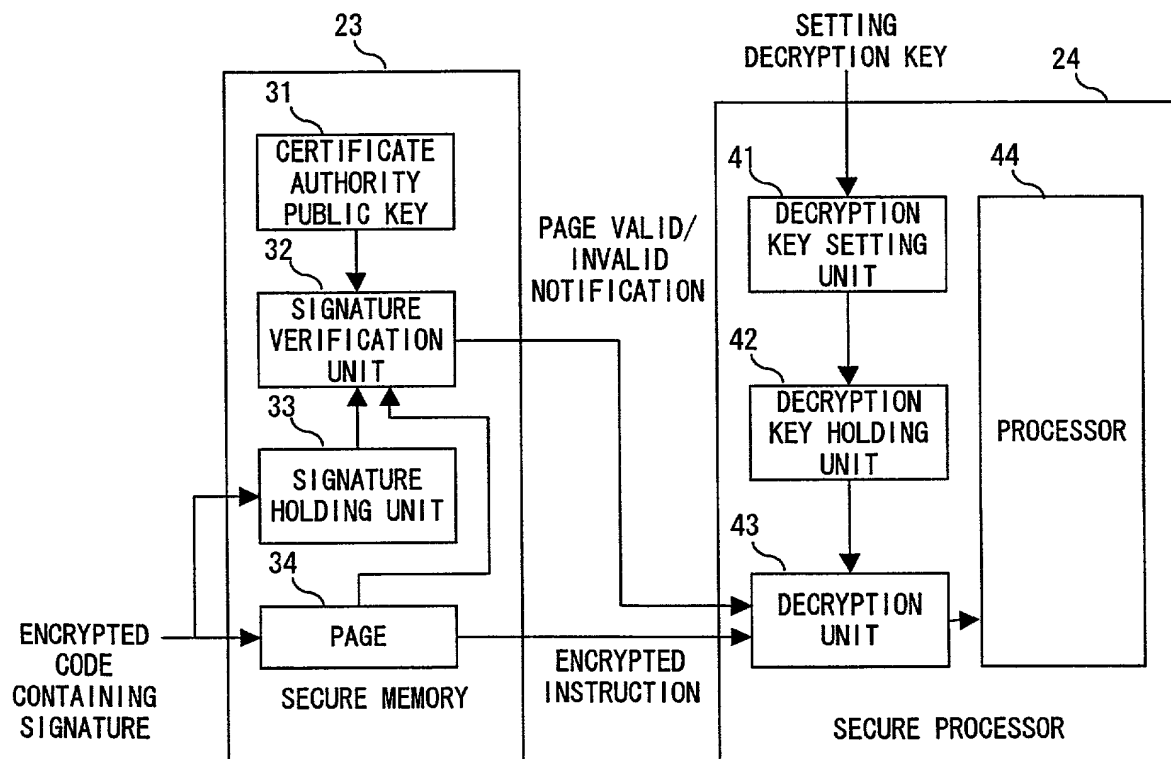 23
SETTING
DECRYPTION KEY
24
31
CERTIFICATE
AUTHORITY
PUBLIC KEY
32
SIGNATURE
VERIFICATION
UNIT
33
SIGNATURE
HOLDING UNIT
34
PAGE
SECURE MEMORY
ENCRYPTED
CODE
CONTAINING
SIGNATURE
PAGE VALID/
INVALID
NOTIFICATION
ENCRYPTED
INSTRUCTION
41
DECRYPTION
KEY SETTING
UNIT
42
DECRYPTION
KEY HOLDING
UNIT
43
DECRYPTION
UNIT
44
PROCESSOR
SECURE PROCESSOR